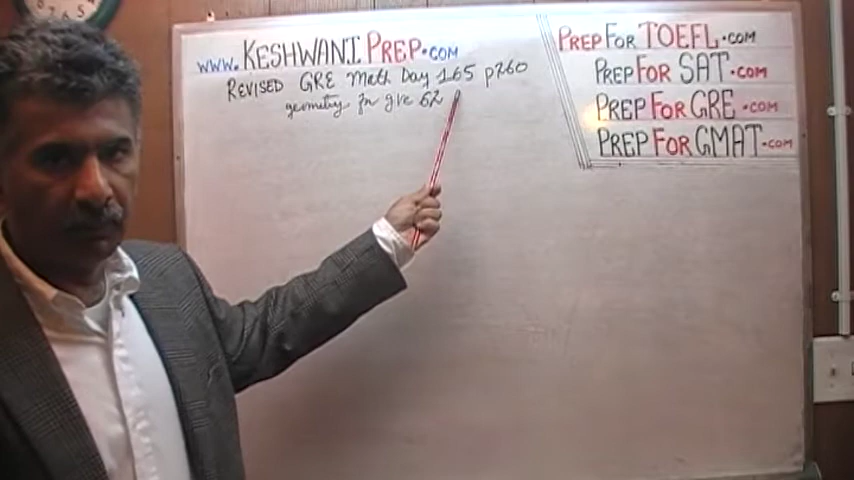 www.KESHWANIPREP.COM
REVISED GRE Math Day 165 p260
geometry for gre 62
PREPFORTOEFL.COM
PREPFORSAT.COM
PREPFORGRE.COM
PREPFORGMAT.COM